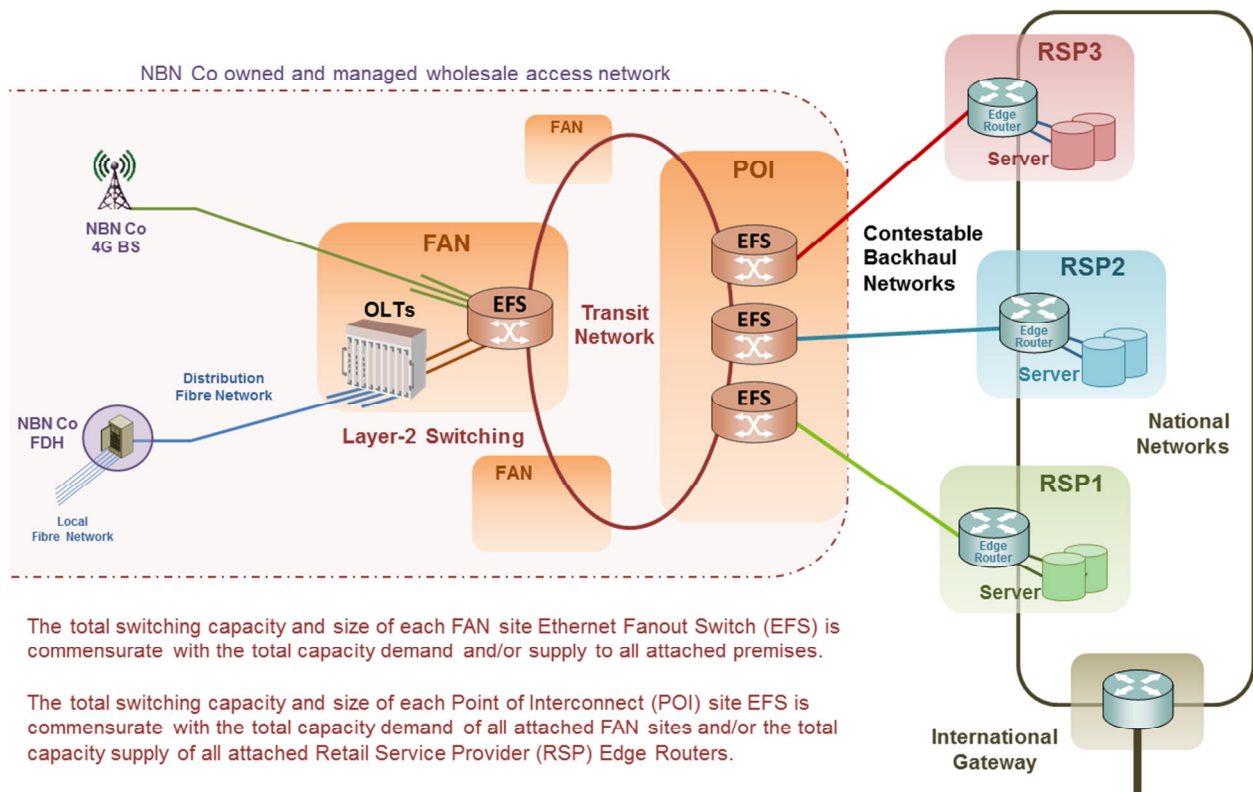 NBN Co owned and managed wholesale access network
FAN
POI
RSP3
Edge
Router
Server
NBN Co
4G BS
FAN
EFS
OLTs
EFS
Transit
Network
EFS
EFS
Contestable
Backhaul
Networks
RSP2
Edge
Router
Server
Distribution
Fibre Network
NBN Co
FDH
Layer-2 Switching
FAN
Local
Fibre Network
National
Networks
RSP1
Edge
Router
Server
The total switching capacity and size of each FAN site Ethernet Fanout Switch (EFS) is
commensurate with the total capacity demand and/or supply to all attached premises.
The total switching capacity and size of each Point of Interconnect (POI) site EFS is
commensurate with the total capacity demand of all attached FAN sites and/or the total
capacity supply of all attached Retail Service Provider (RSP) Edge Routers.
International
Gateway